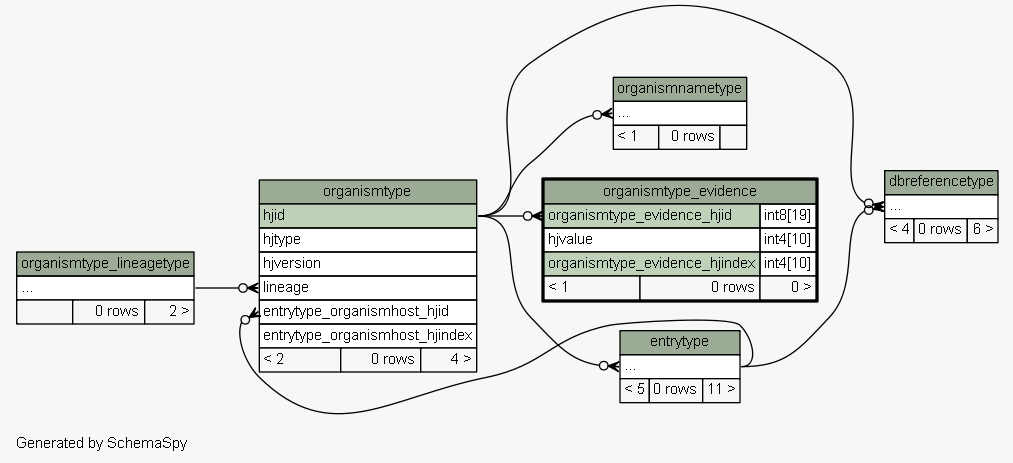 organismnametype
...
< 1 0 rows
dbreferencetype
...
< 4 0 rows 6 >
organismtype
hjid
hjtype
hjversion
lineage
entrytype_organismhost_hjid
entrytype_organismhost_hjindex
< 2 0 rows 4 >
organismtype_evidence
organismtype_evidence_hjid int8[19]
hjvalue int4[10]
organismtype_evidence_hjindex int4[10]
< 1 0 rows 0 >
organismtype_lineagetype
...
0 rows 2 >
entrytype
...
< 5 0 rows 11 >
Generated by SchemaSpy